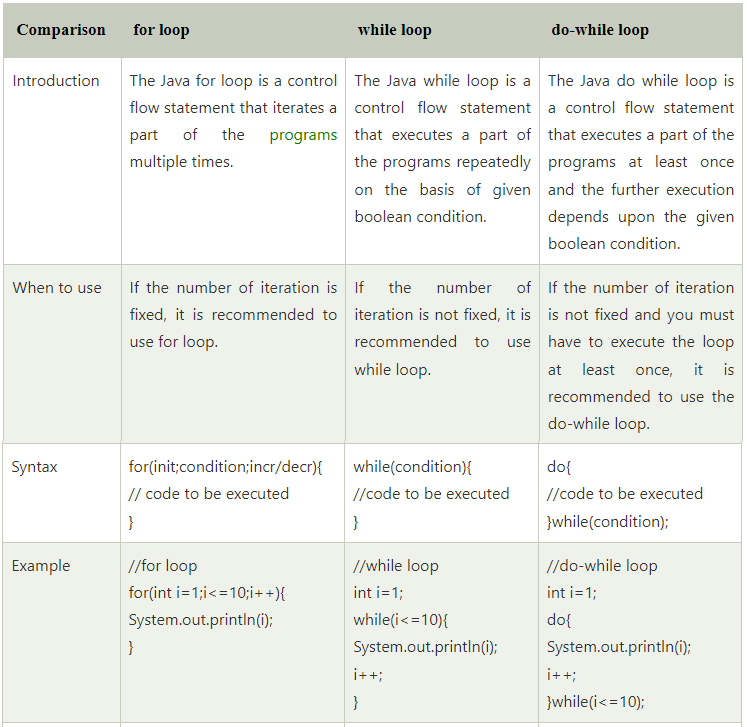 Comparison for loop while loop do-while loop
Introduction
The Java for loop is a control
flow statement that iterates a
part of the programs
multiple times.
The Java while loop is a
control flow statement
that executes a part of
the programs repeatedly
on the basis of given
boolean condition.
The Java do while loop is
a control flow statement
that executes a part of the
programs at least once
and the further execution
depends upon the given
boolean condition.
When to use
If the number of iteration is
fixed, it is recommended to
use for loop.
If the number of
iteration is not fixed, it is
recommended to use
while loop.
If the number of iteration
is not fixed and you must
have to execute the loop
at least once, it is
recommended to use the
do-while loop.
Syntax
for(init;condition;incr/decr){
// code to be executed
}
while(condition){
//code to be executed
}
do{
//code to be executed
}while(condition);
Example
//for loop
for(int i=1;i<=10;i++){
System.out.println(i);
}
//while loop
int i=1;
while(i<=10){
System.out.println(i);
i++;
}
//do-while loop
int i=1;
do{
System.out.println(i);
i++;
}while(i<=10);